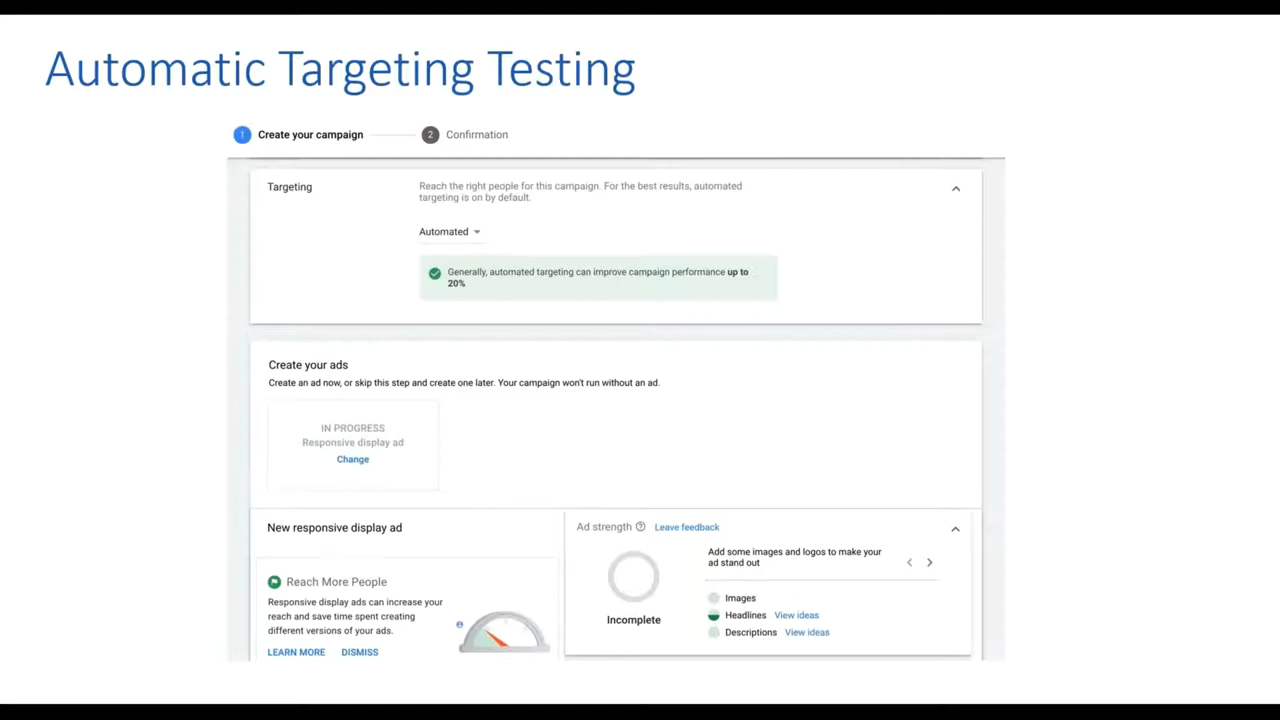 Automatic Targeting Testing
1 Create your campaign 2 Confirmation
Targeting
Reach the right people for this campaign. For the best results, automated
targeting is on by default.
Automated
Generally, automated targeting can improve campaign performance up to
20%
Create your ads
Create an ad now, or skip this step and create one later. Your campaign won't run without an ad.
IN PROGRESS
Responsive display ad
Change
New responsive display ad
Reach More People
Responsive display ads can increase your
reach and save time spent creating
different versions of your ads.
LEARN MORE DISMISS
Ad strength ? Leave feedback
Incomplete
Add some images and logos to make your
ad stand out
Images
Headlines View ideas
Descriptions View ideas